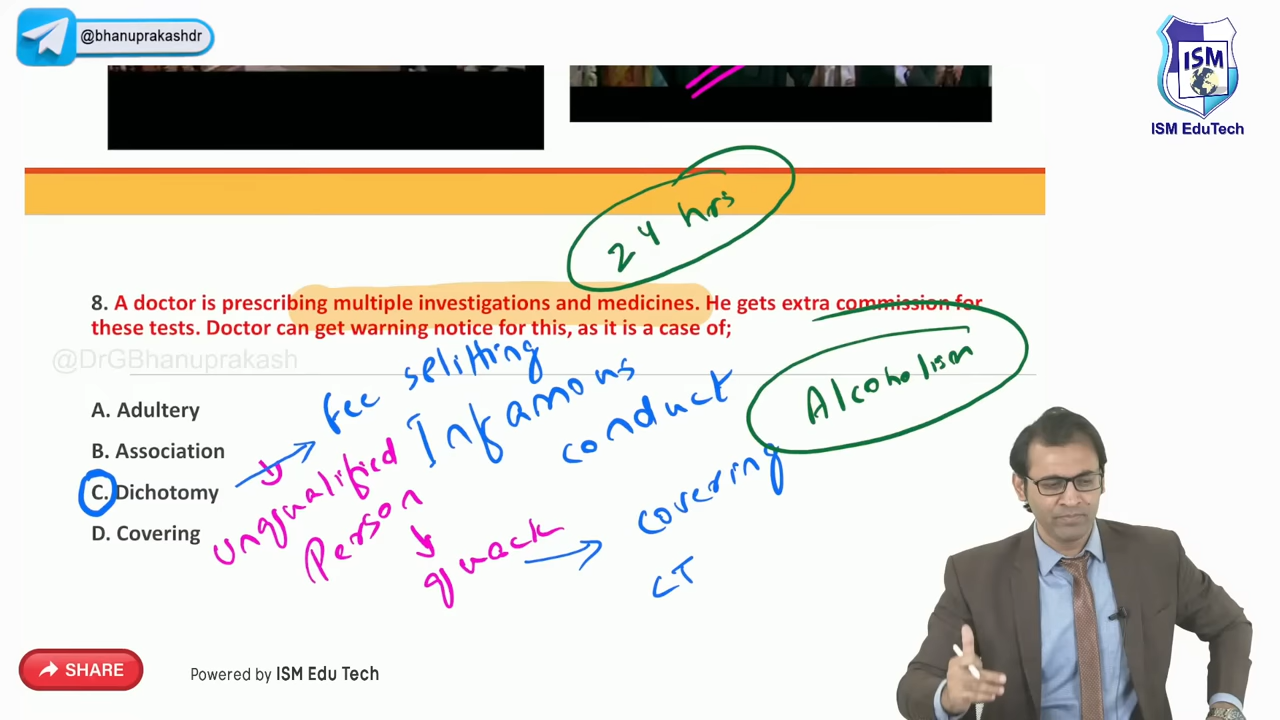 @bhanuprakashdr
ISM
ISM EduTech
24 hrs
8. A doctor is prescribing multiple investigations and medicines. He gets extra commission for
these tests. Doctor can get warning notice for this, as it is a case of;
@DrGBhanuprakash
A. Adultery
B. Association
C. Dichotomy
D. Covering
Fee selitting
Infamous
conduct
Alcoholism
unqualified
Person
quack
covering
CT
SHARE
Powered by ISM Edu Tech